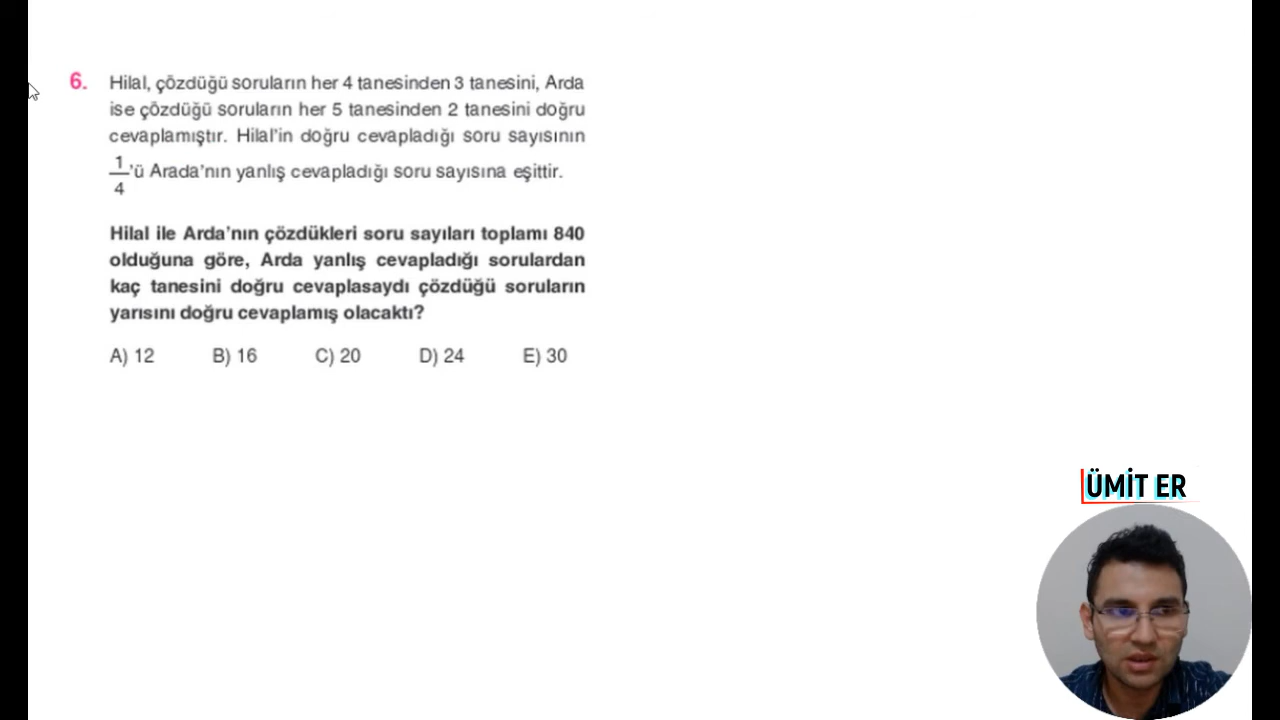 6. Hilal, çözdüğü soruların her 4 tanesinden 3 tanesini, Arda
ise çözdüğü soruların her 5 tanesinden 2 tanesini doğru
cevaplamıştır. Hilal'in doğru cevapladığı soru sayısının
1/4'ü Arada'nın yanlış cevapladığı soru sayısına eşittir.
Hilal ile Arda'nın çözdükleri soru sayıları toplamı 840
olduğuna göre, Arda yanlış cevapladığı sorulardan
kaç tanesini doğru cevaplasaydı çözdüğü soruların
yarısını doğru cevaplamış olacaktı?
A) 12 B) 16 C) 20 D) 24 E) 30
ÜMİT ER